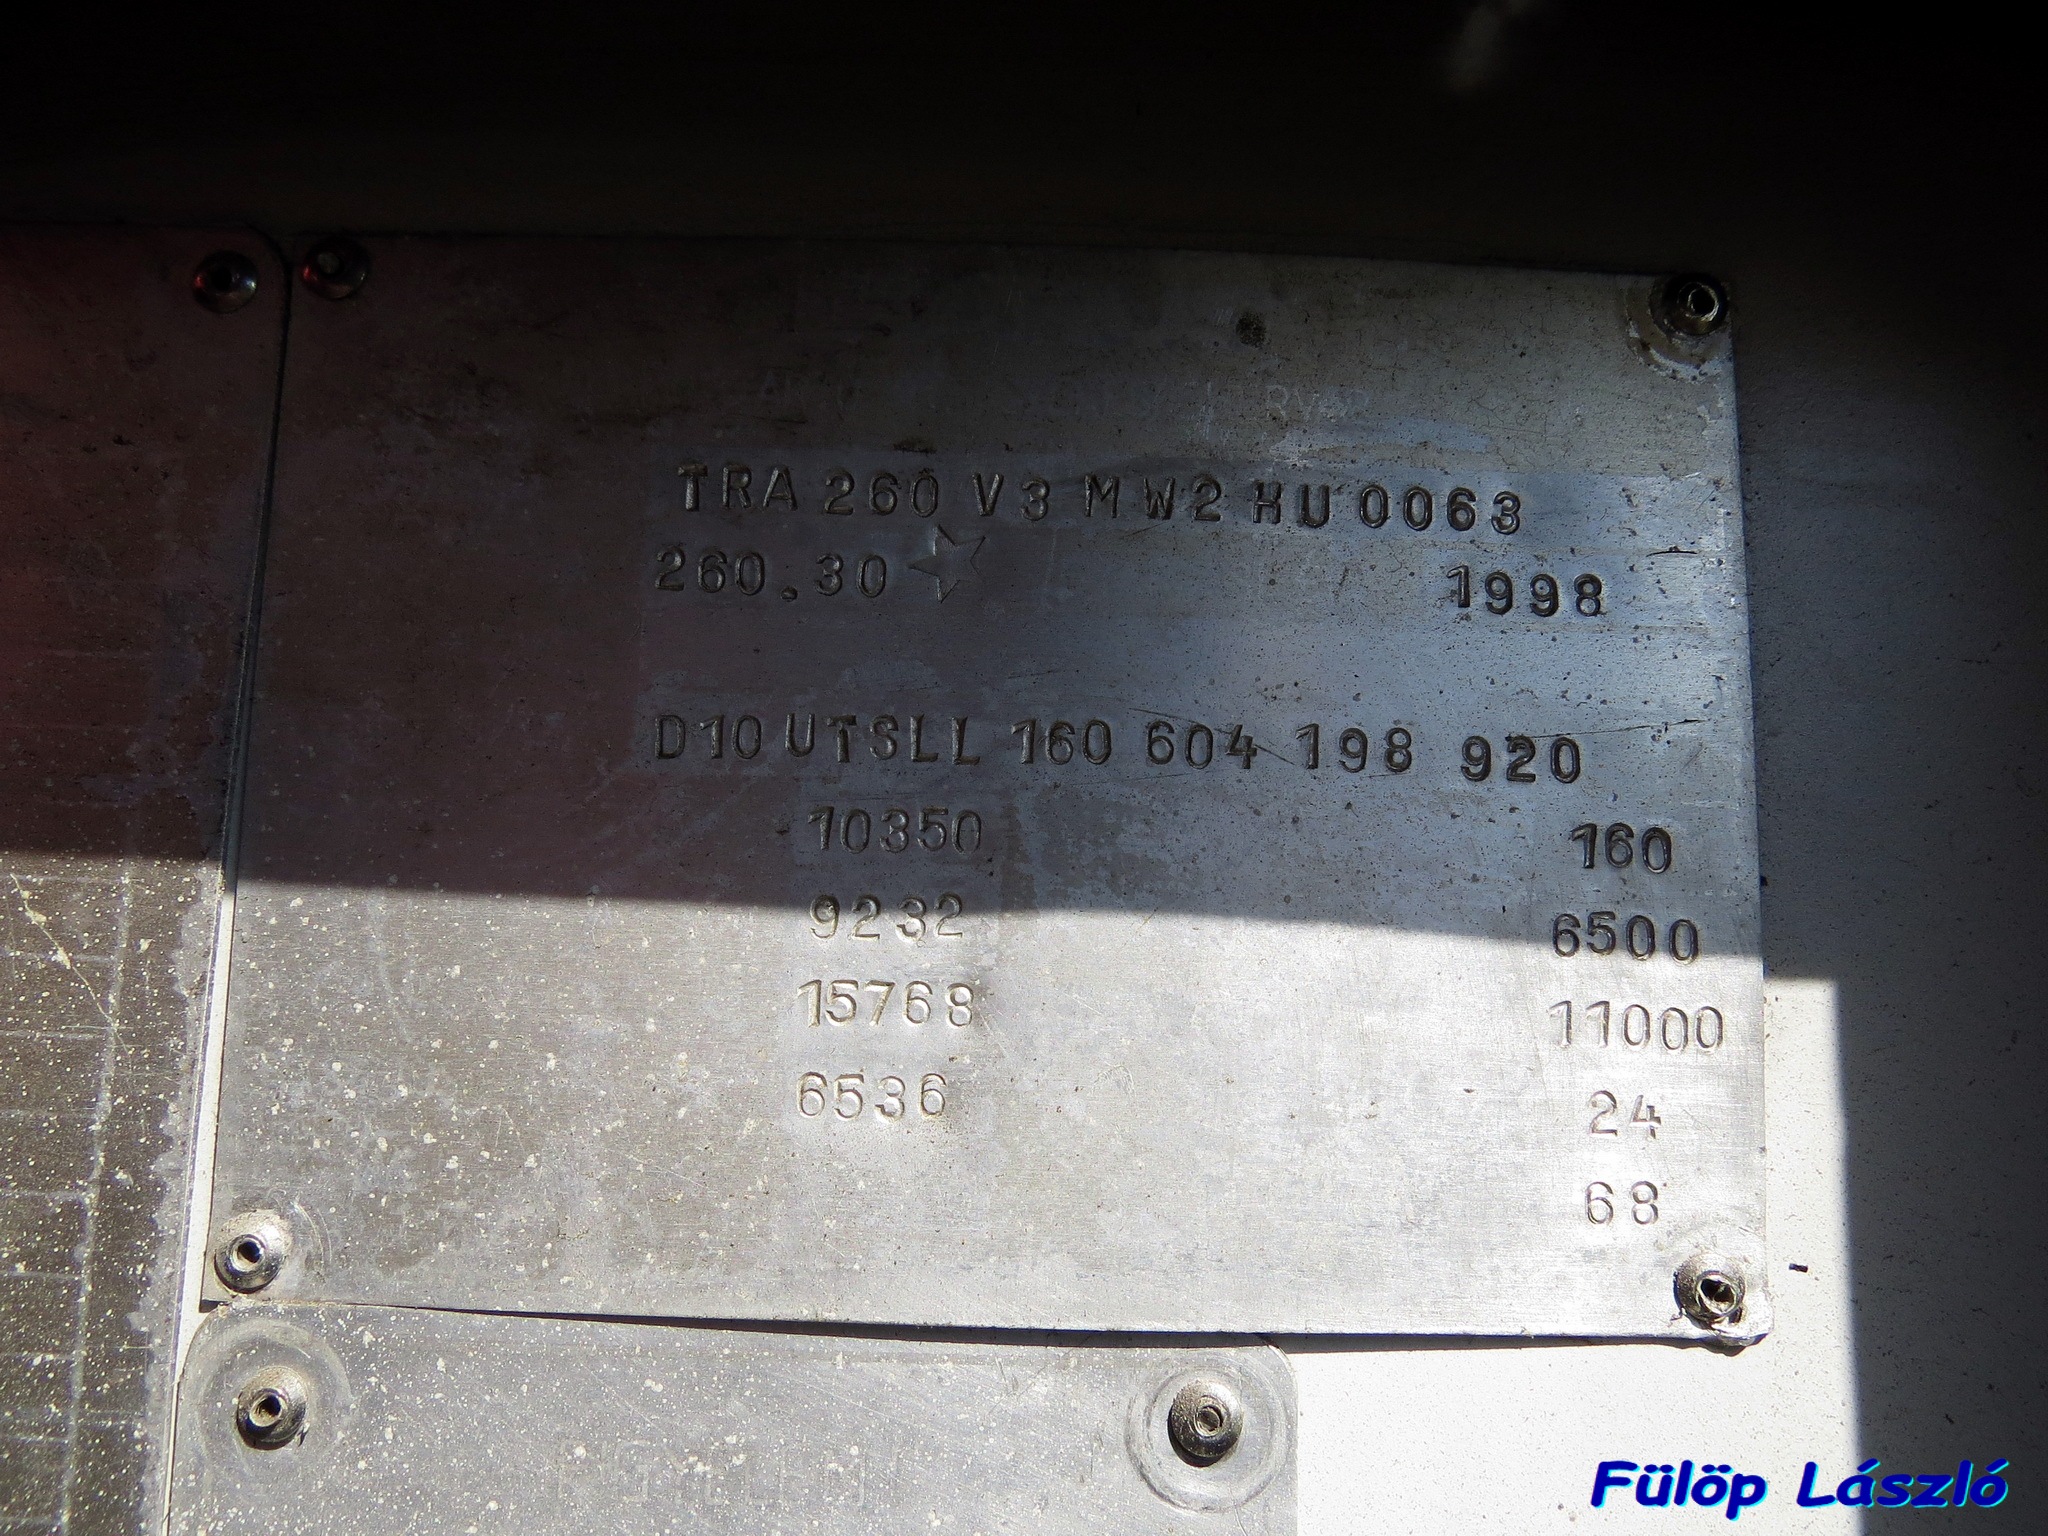 TRA 260 V3 MW2 HU 0063
260.30 1998
D10 UTSLL 160 604 198 920
10350 160
9232 6500
15768 11000
6536 24
68
Fülöp László